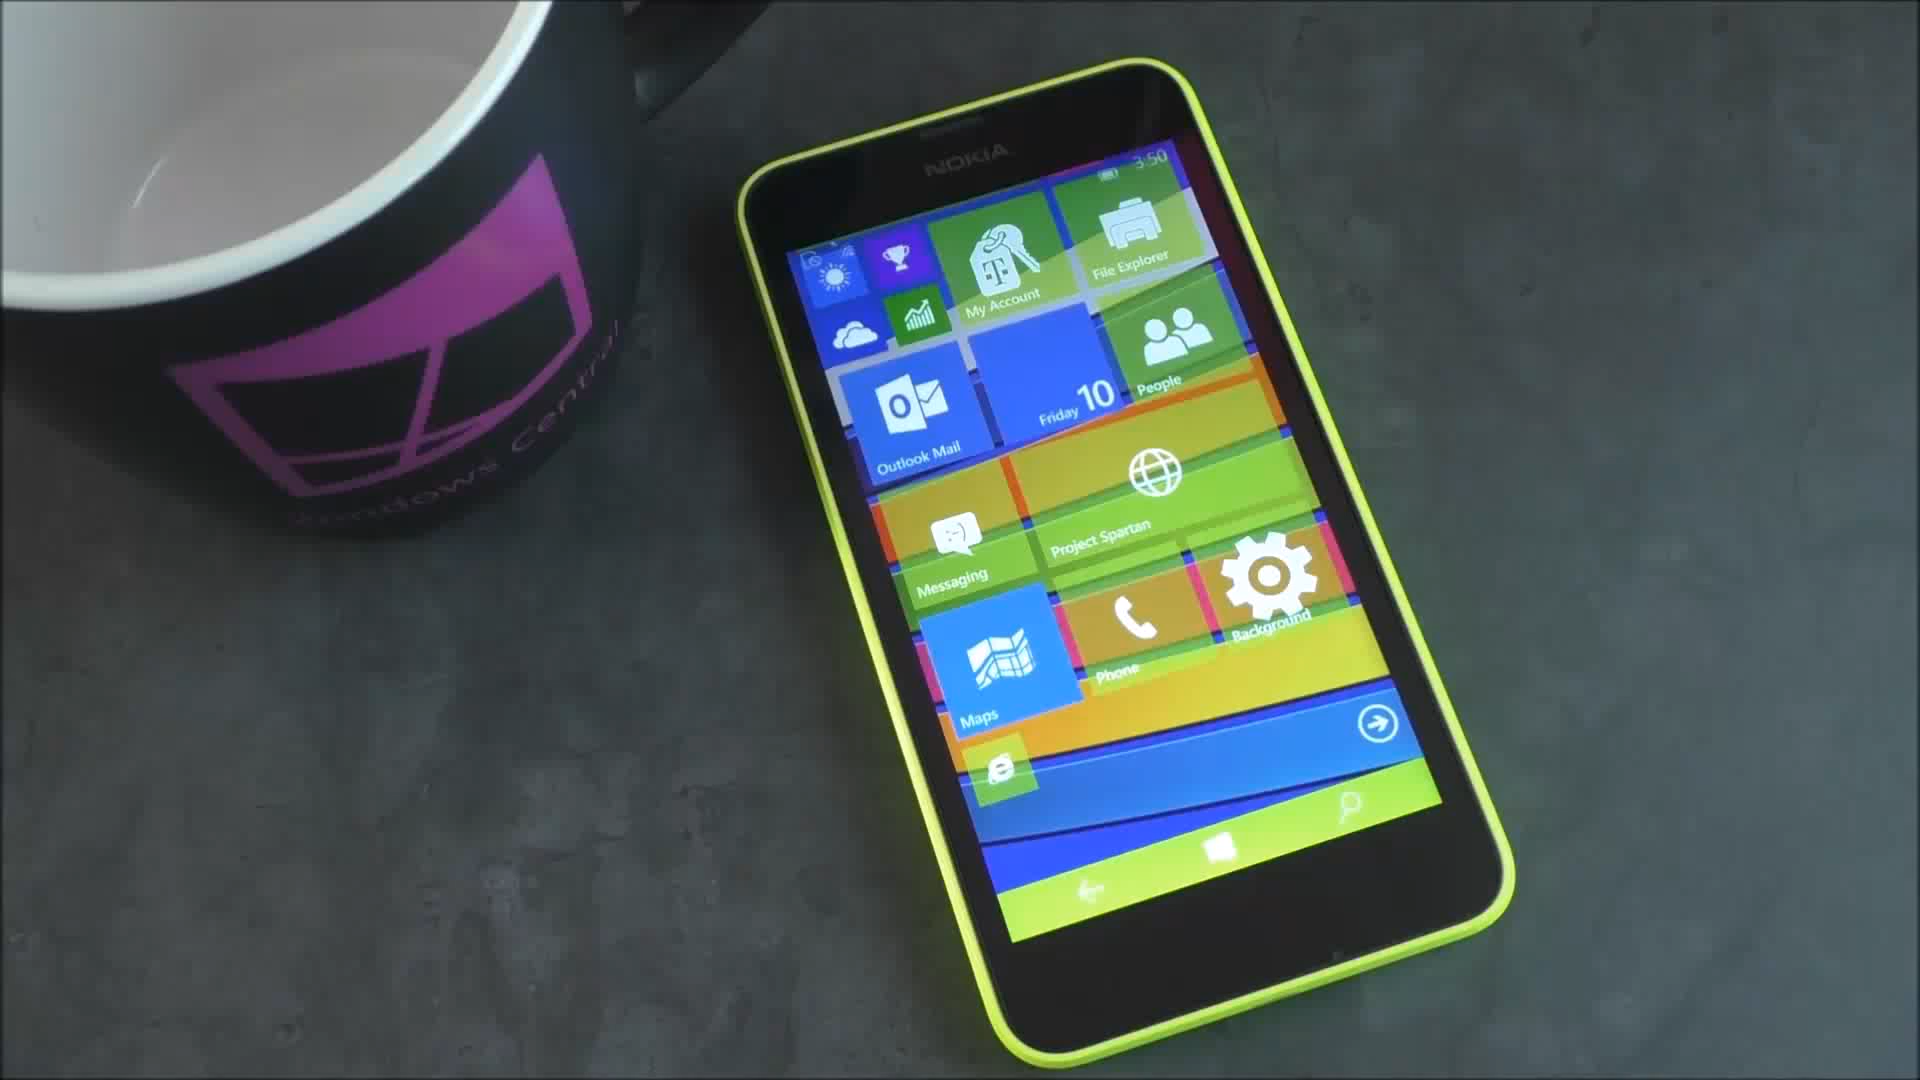 Windows Central
NOKIA
3:50
T
My Account
File Explorer
Outlook Mail
Friday 10
People
Messaging
Project Spartan
Maps
Phone
Background